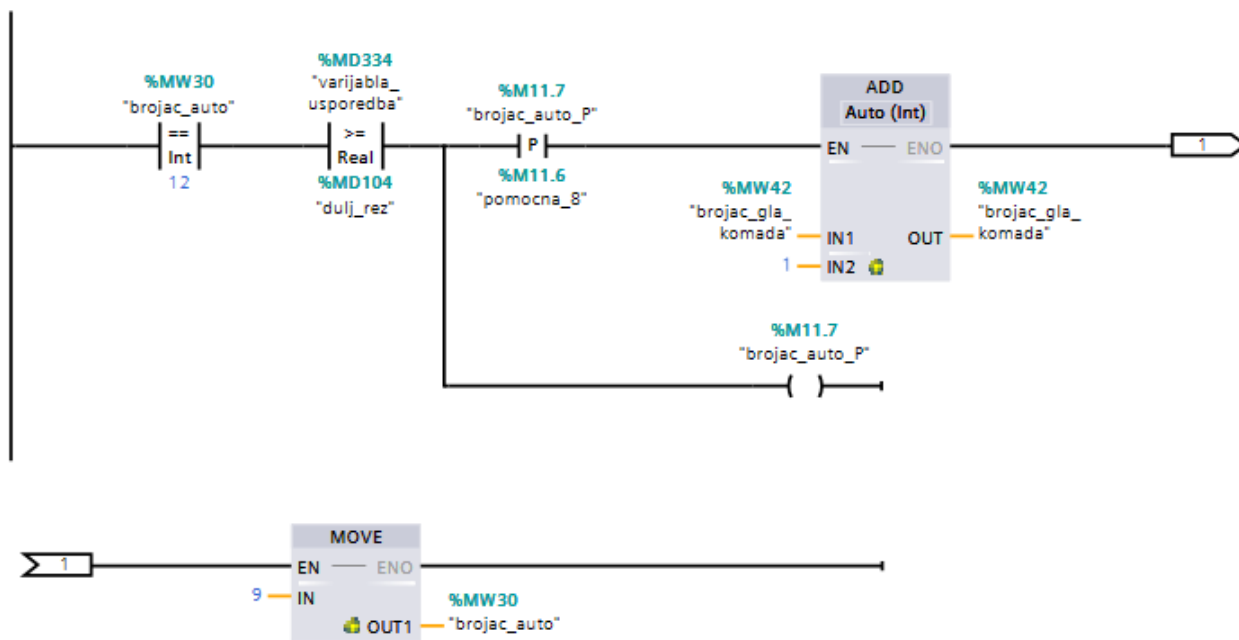 %MW30
"brojac_auto"
==
Int
12
%MD334
"varijabla_
usporedba"
>=
Real
%MD104
"dulj_rez"
%M11.7
"brojac_auto_P"
P
%M11.6
"pomocna_8"
ADD
Auto (Int)
EN ENO
%MW42
"brojac_gla_
komada"
IN1
1
IN2
OUT
%MW42
"brojac_gla_
komada"
1
%M11.7
"brojac_auto_P"
( )
1
MOVE
EN ENO
9
IN
OUT1
%MW30
"brojac_auto"